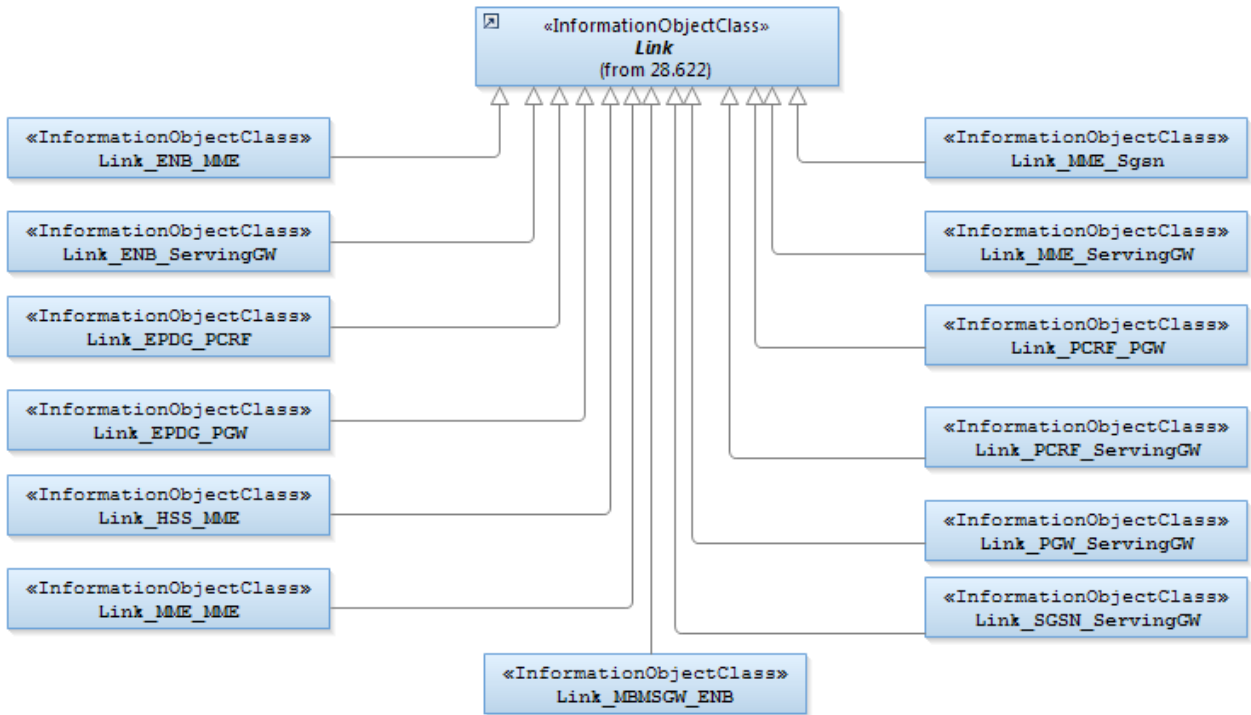 «InformationObjectClass»
Link
(from 28.622)
«InformationObjectClass»
Link_ENB_MME
«InformationObjectClass»
Link_ENB_ServingGW
«InformationObjectClass»
Link_EPDG_PCRF
«InformationObjectClass»
Link_EPDG_PGW
«InformationObjectClass»
Link_HSS_MME
«InformationObjectClass»
Link_MME_MME
«InformationObjectClass»
Link_MBMSGW_ENB
«InformationObjectClass»
Link_MME_Sgsn
«InformationObjectClass»
Link_MME_ServingGW
«InformationObjectClass»
Link_PCRF_PGW
«InformationObjectClass»
Link_PCRF_ServingGW
«InformationObjectClass»
Link_PGW_ServingGW
«InformationObjectClass»
Link_SGSN_ServingGW